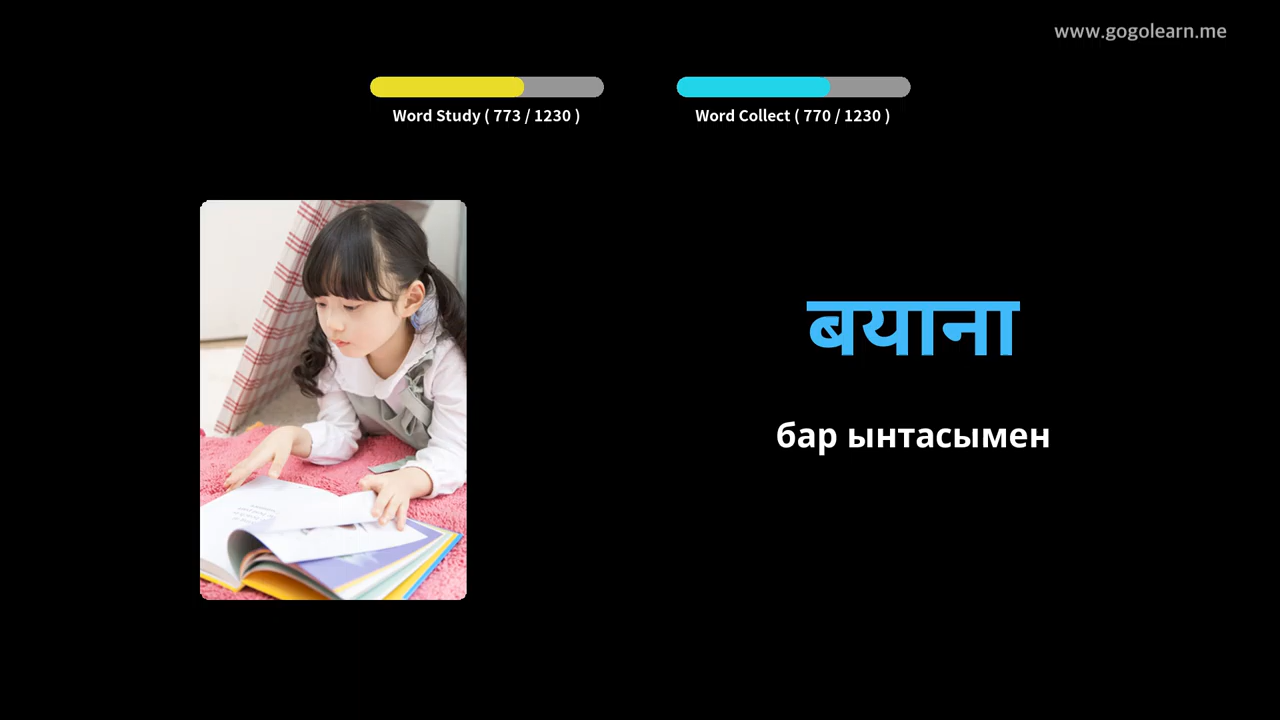 www.gogolearn.me
Word Study ( 773 / 1230 )
Word Collect ( 770 / 1230 )
बयाना
бар ынтасымен